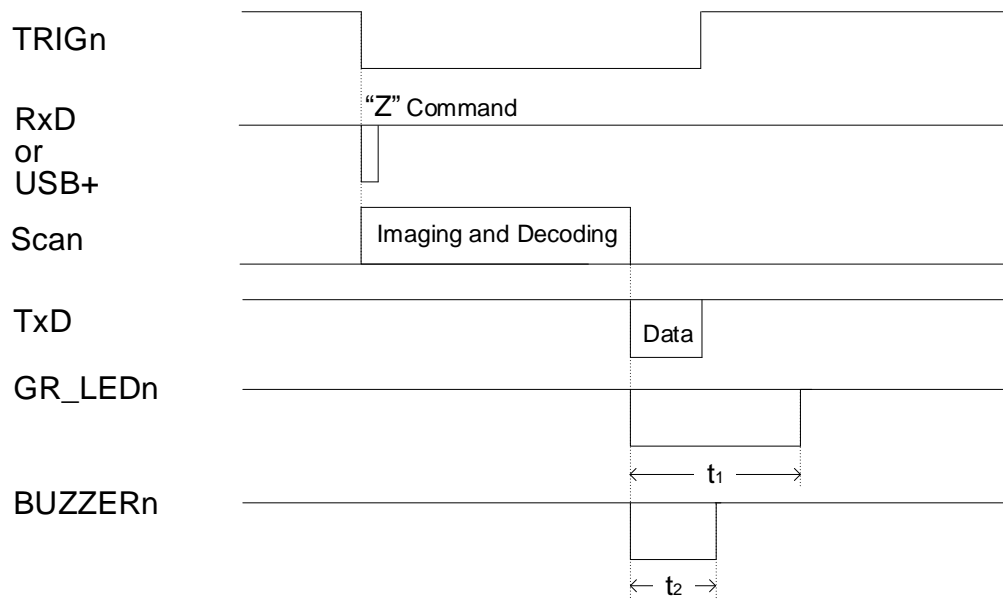 TRIGn
“Z” Command
RxD
or
USB+
Scan
Imaging and Decoding
TxD
Data
GR_LEDn
t1
BUZZERn
t2